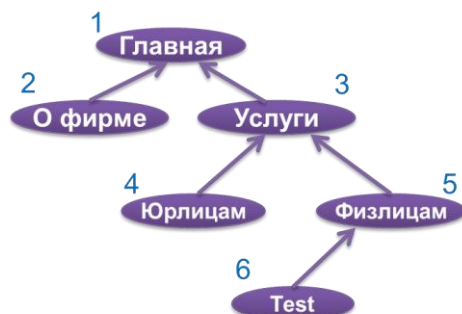 1
Главная
2
О фирме
3
Услуги
4
Юрлицам
5
Физлицам
6
Test